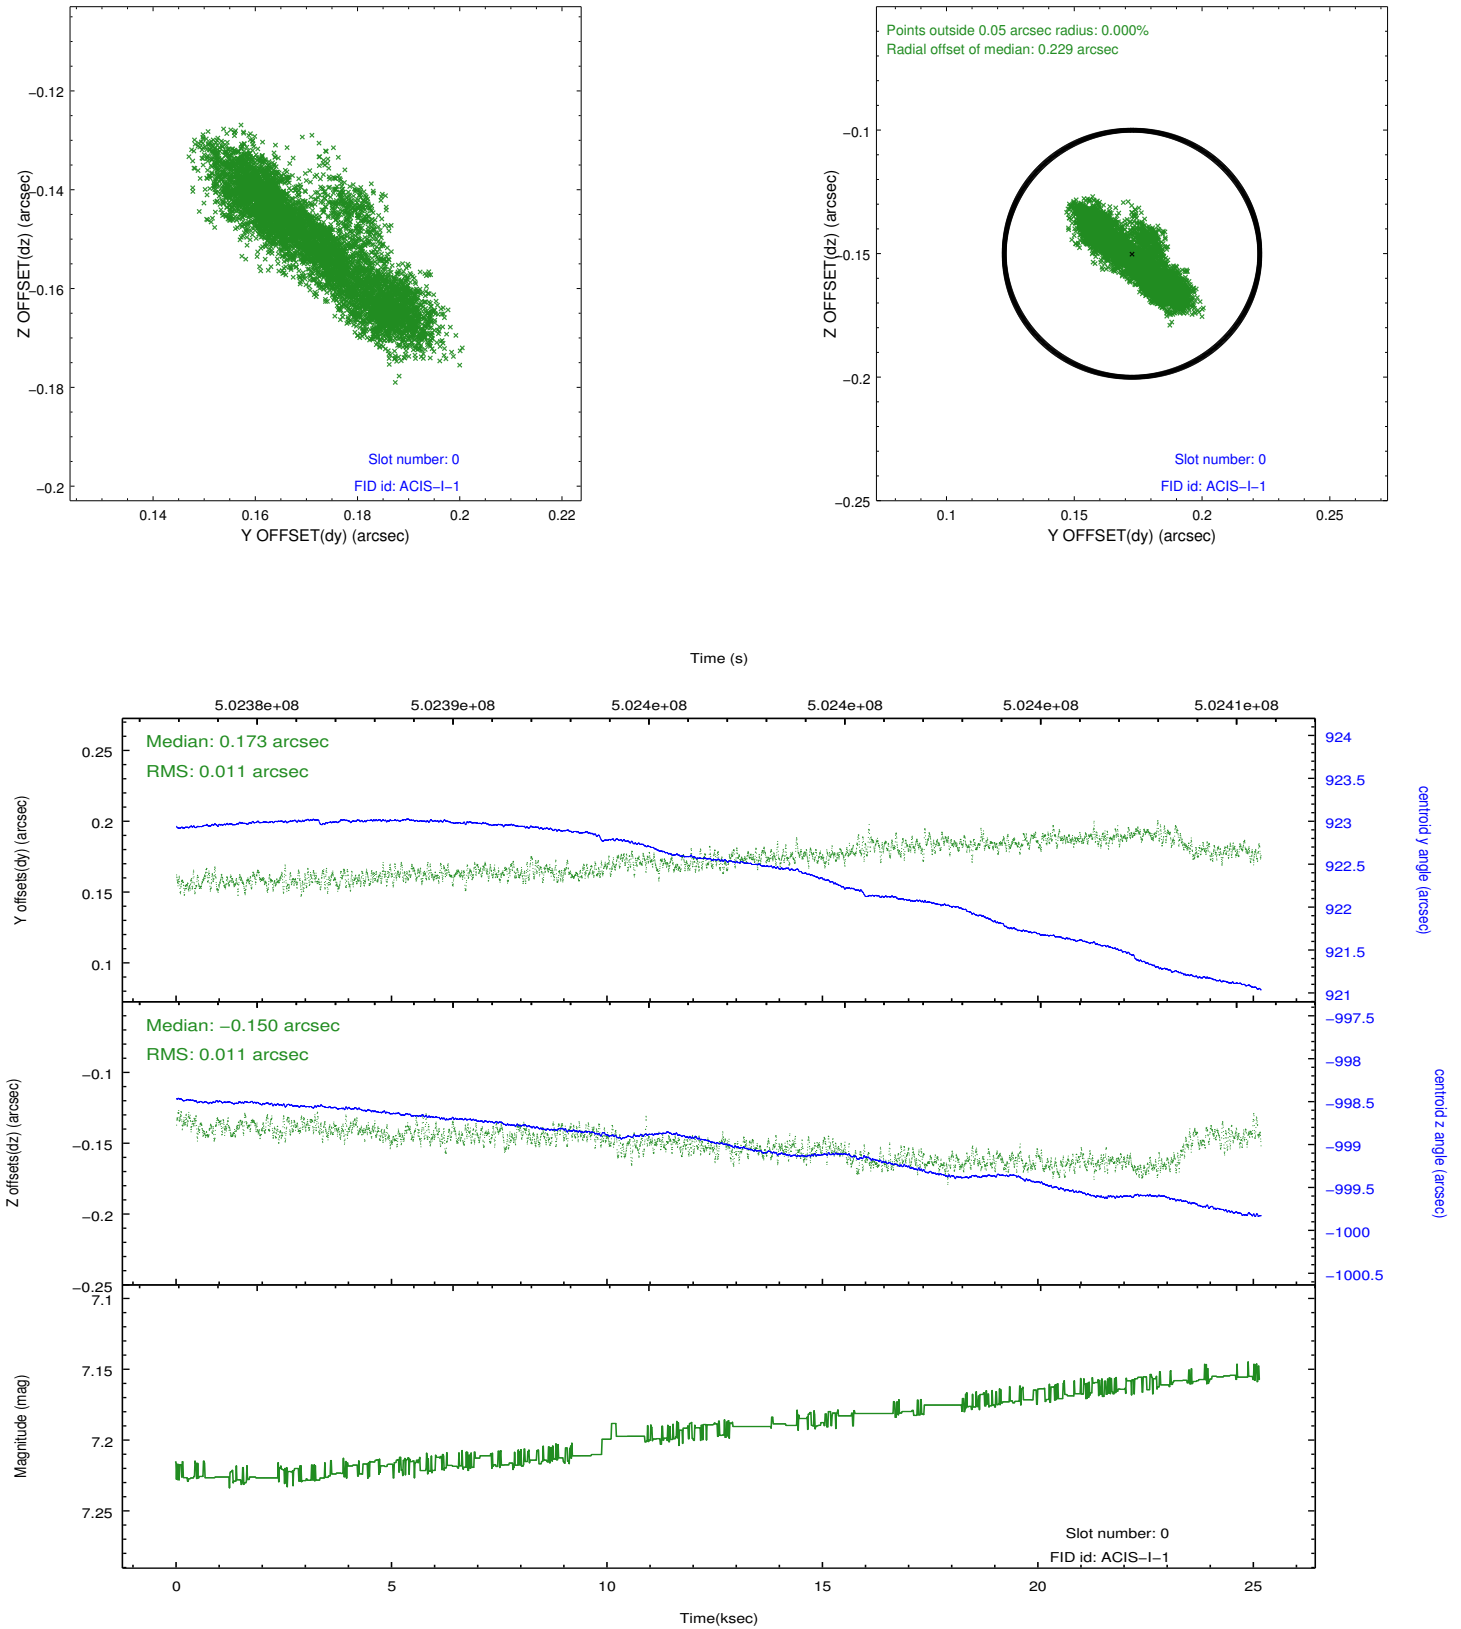 −0.12
−0.14
−0.16
−0.18
−0.2
Z OFFSET(dz) (arcsec)
Slot number: 0
FID id: ACIS−I−1
0.14 0.16 0.18 0.2 0.22
Y OFFSET(dy) (arcsec)
Points outside 0.05 arcsec radius: 0.000%
Radial offset of median: 0.229 arcsec
−0.1
−0.15
−0.2
−0.25
Z OFFSET(dz) (arcsec)
Slot number: 0
FID id: ACIS−I−1
0.1 0.15 0.2 0.25
Y OFFSET(dy) (arcsec)
Time (s)
5.0238e+08 5.0239e+08 5.024e+08 5.024e+08 5.024e+08 5.0241e+08
Median: 0.173 arcsec
RMS: 0.011 arcsec
0.25
0.2
0.15
0.1
Y offsets(dy) (arcsec)
924
923.5
923
922.5
922
921.5
921
centroid y angle (arcsec)
Median: −0.150 arcsec
RMS: 0.011 arcsec
−0.1
−0.15
−0.2
−0.25
Z offsets(dz) (arcsec)
−997.5
−998
−998.5
−999
−999.5
−1000
−1000.5
centroid z angle (arcsec)
7.1
7.15
7.2
7.25
Magnitude (mag)
Slot number: 0
FID id: ACIS−I−1
0 5 10 15 20 25
Time(ksec)